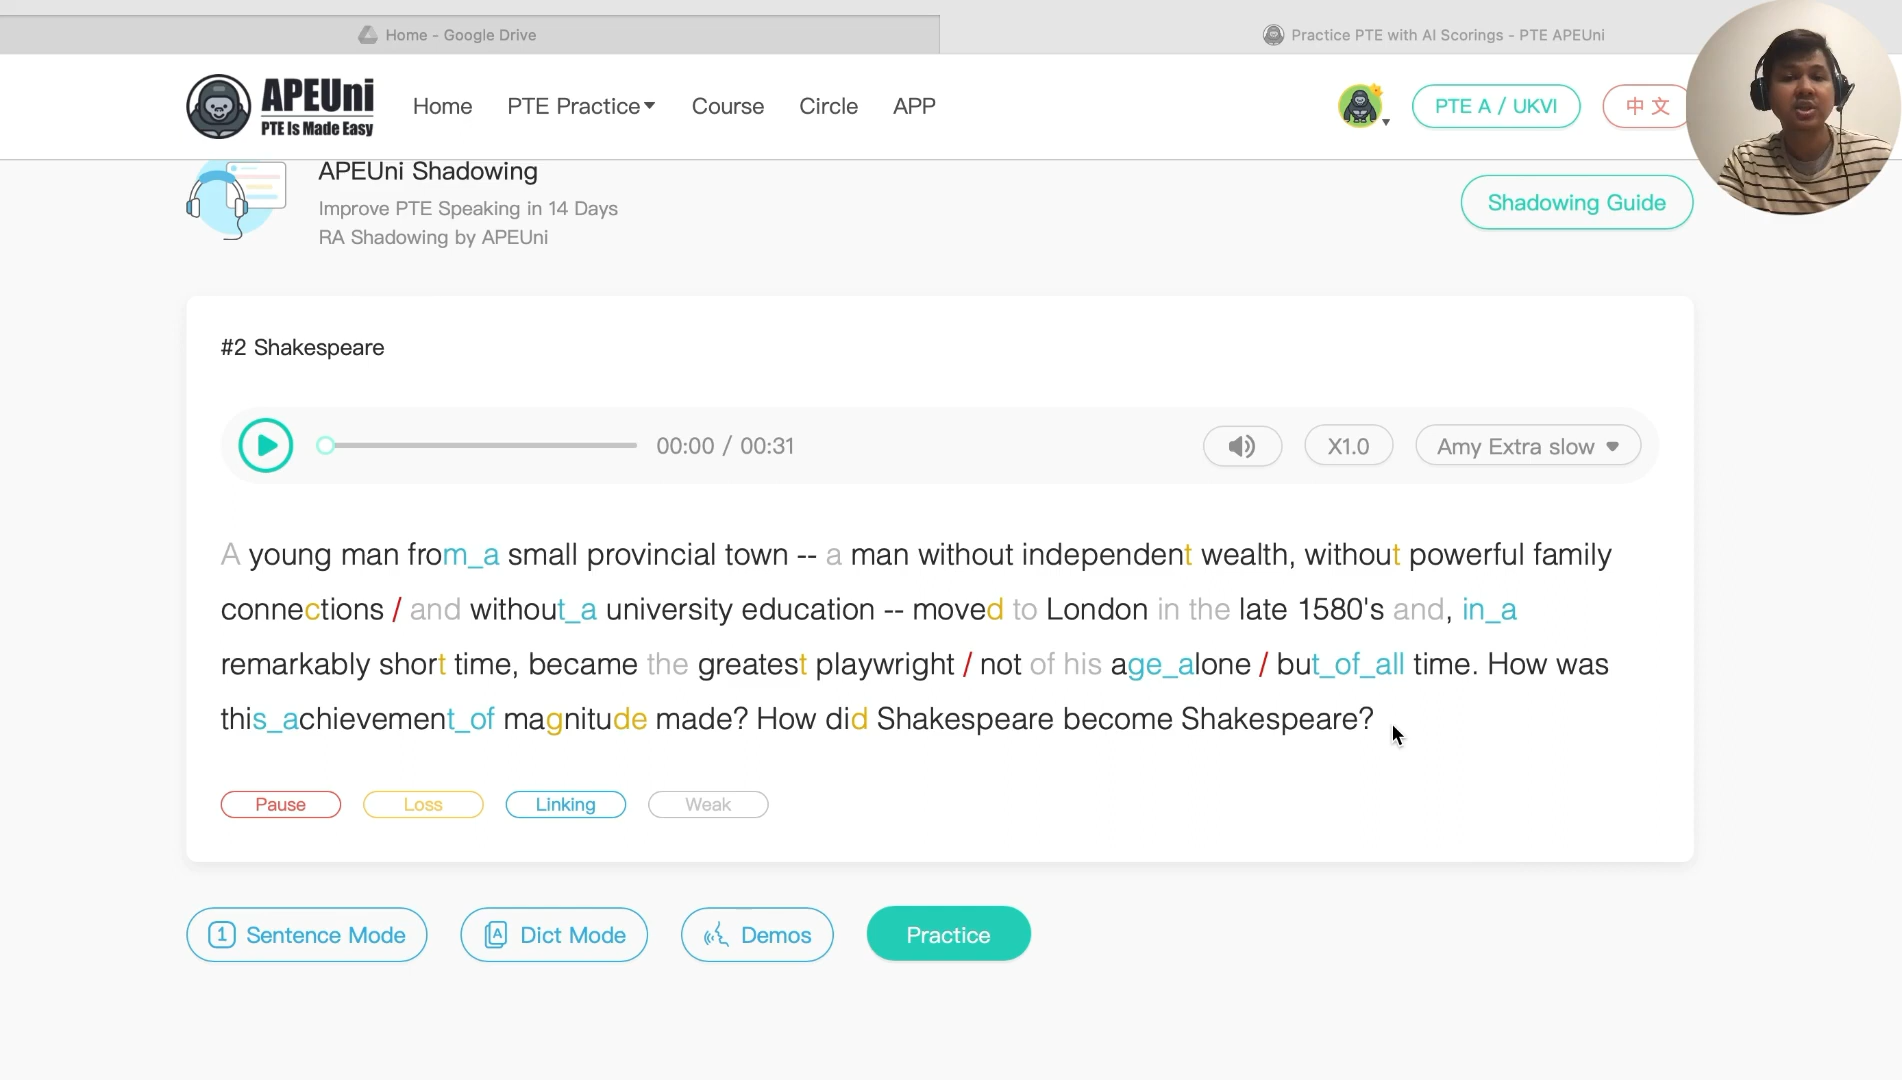 Home - Google Drive
Practice PTE with AI Scorings - PTE APEUni
APEUni
PTE Is Made Easy
Home PTE Practice Course Circle APP
PTE A / UKVI
中文
APEUni Shadowing
Improve PTE Speaking in 14 Days
RA Shadowing by APEUni
Shadowing Guide
#2 Shakespeare
00:00 / 00:31
X1.0
Amy Extra slow
A young man from_a small provincial town -- a man without independent wealth, without powerful family
connections / and without_a university education -- moved to London in the late 1580's and, in_a
remarkably short time, became the greatest playwright / not of his age_alone / but_of_all time. How was
this_achievement_of magnitude made? How did Shakespeare become Shakespeare?
Pause Loss Linking Weak
1 Sentence Mode
A Dict Mode
Demos
Practice